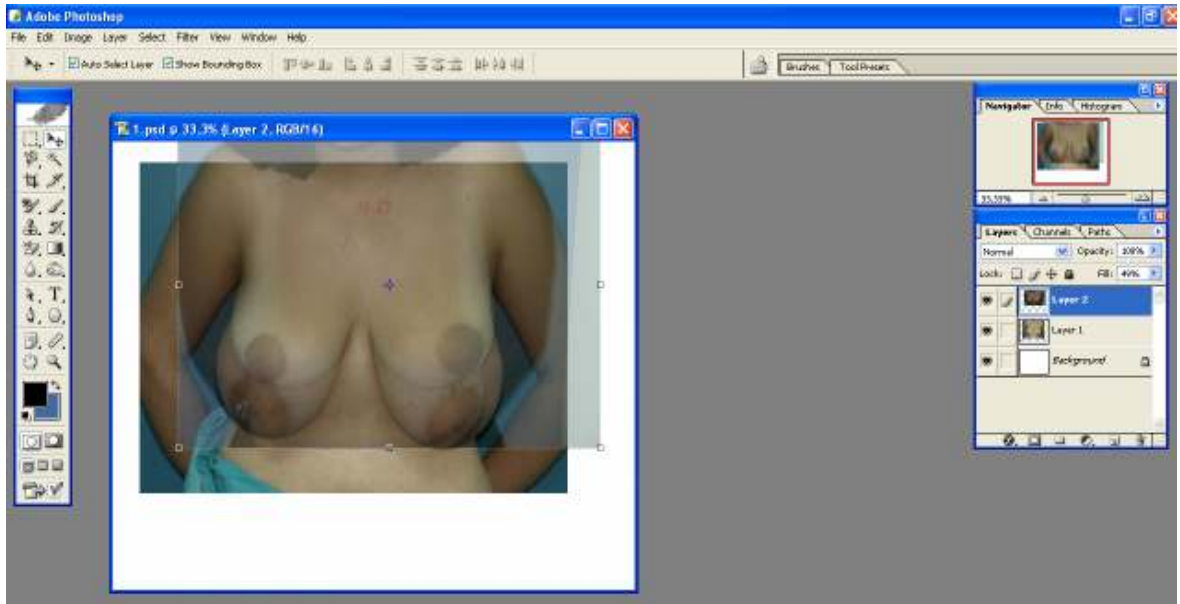 Adobe Photoshop
File Edit Image Layer Select Filter View Window Help
Auto Select Layer Show Bounding Box
Brushes Tool Presets
Navigator Info Histogram
1.psd @ 33.3% (Layer 2, RGB/16)
33.33%
Layers Channels Paths
Normal Opacity: 100%
Lock: Fill: 49%
Layer 2
Layer 1
Background